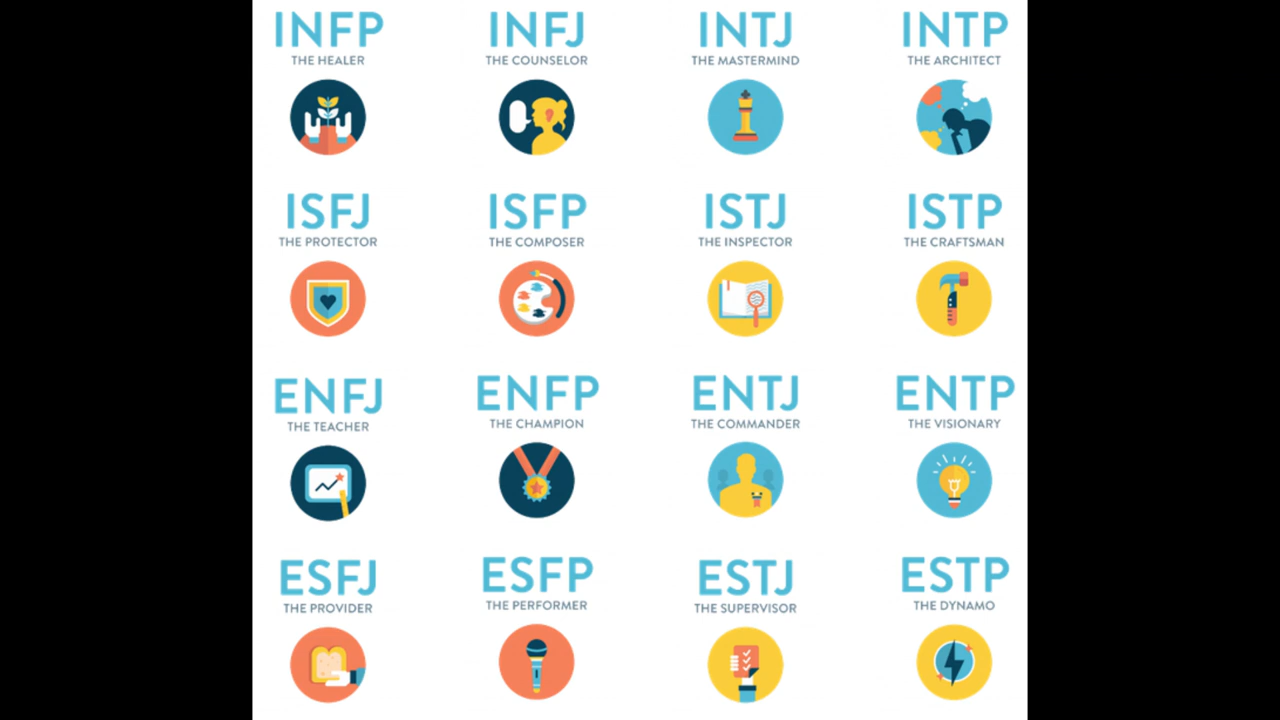 INFP
THE HEALER
INFJ
THE COUNSELOR
INTJ
THE MASTERMIND
INTP
THE ARCHITECT
ISFJ
THE PROTECTOR
ISFP
THE COMPOSER
ISTJ
THE INSPECTOR
ISTP
THE CRAFTSMAN
ENFJ
THE TEACHER
ENFP
THE CHAMPION
ENTJ
THE COMMANDER
ENTP
THE VISIONARY
ESFJ
THE PROVIDER
ESFP
THE PERFORMER
ESTJ
THE SUPERVISOR
ESTP
THE DYNAMO